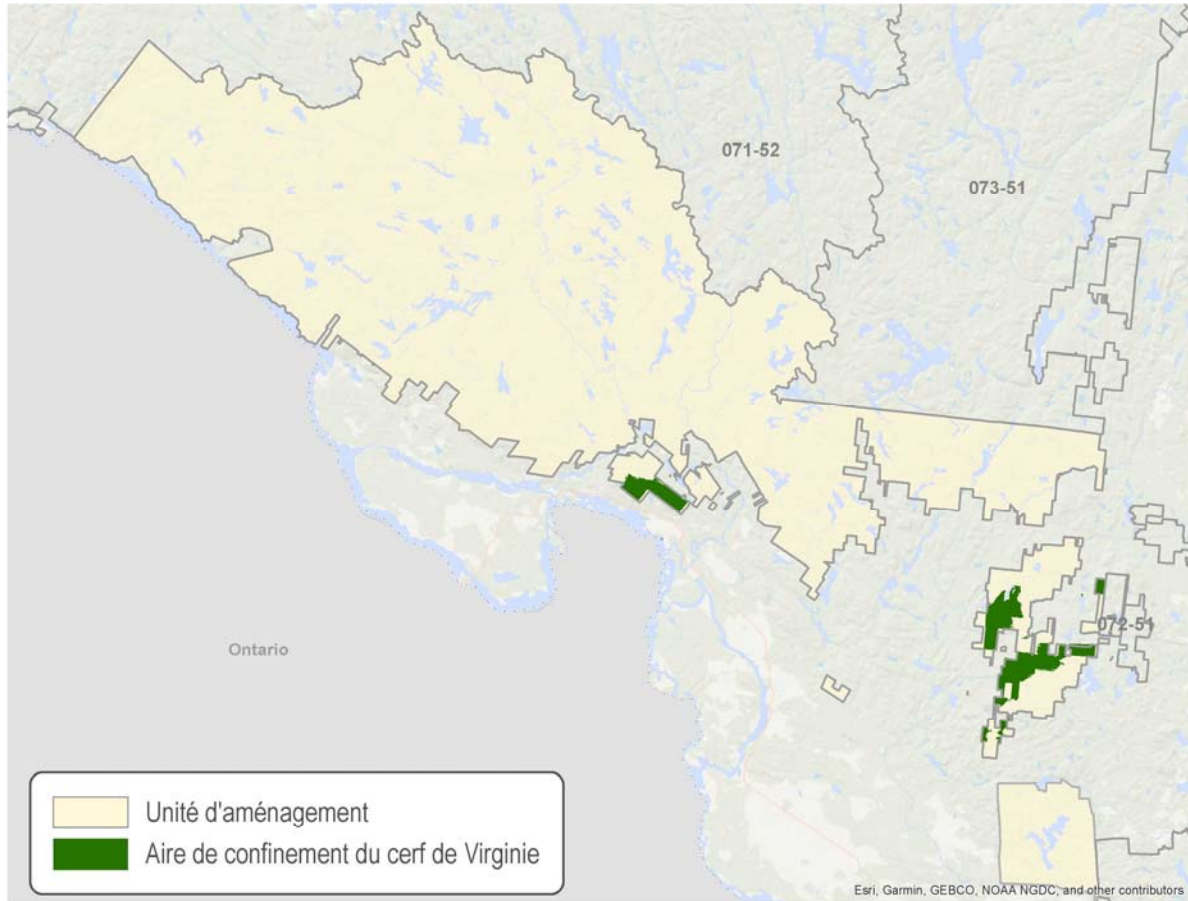 071-52
073-51
072-51
Ontario
Unité d'aménagement
Aire de confinement du cerf de Virginie
Esri, Garmin, GEBCO, NOAA NGDC, and other contributors